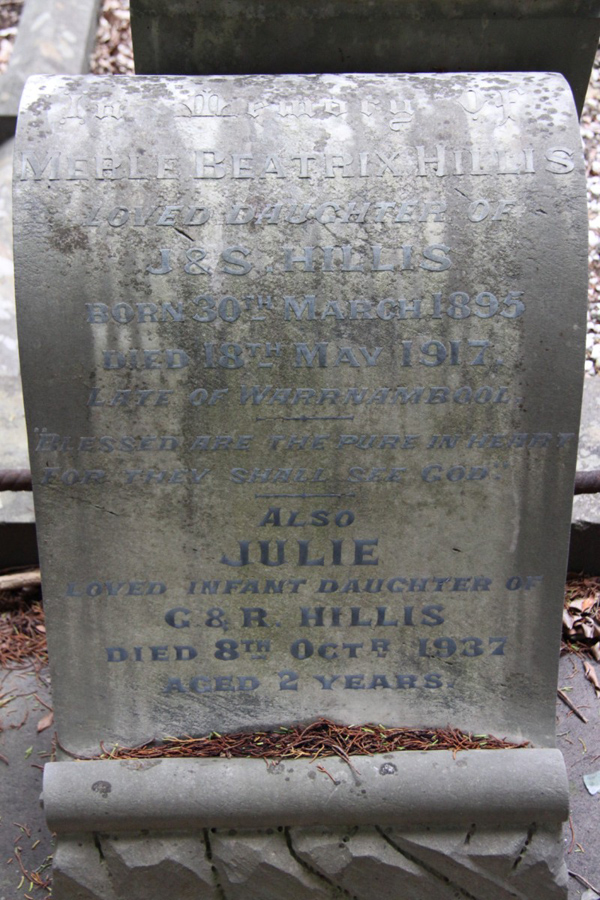 In Memory Of
MERLE BEATRIX HILLIS
LOVED DAUGHTER OF
J & S. HILLIS
BORN 30TH MARCH 1895
DIED 18TH MAY 1917.
LATE OF WARRNAMBOOL
"BLESSED ARE THE PURE IN HEART
FOR THEY SHALL SEE GOD."
ALSO
JULIE
LOVED INFANT DAUGHTER OF
G. & R. HILLIS
DIED 8TH OCTR 1937
AGED 2 YEARS.